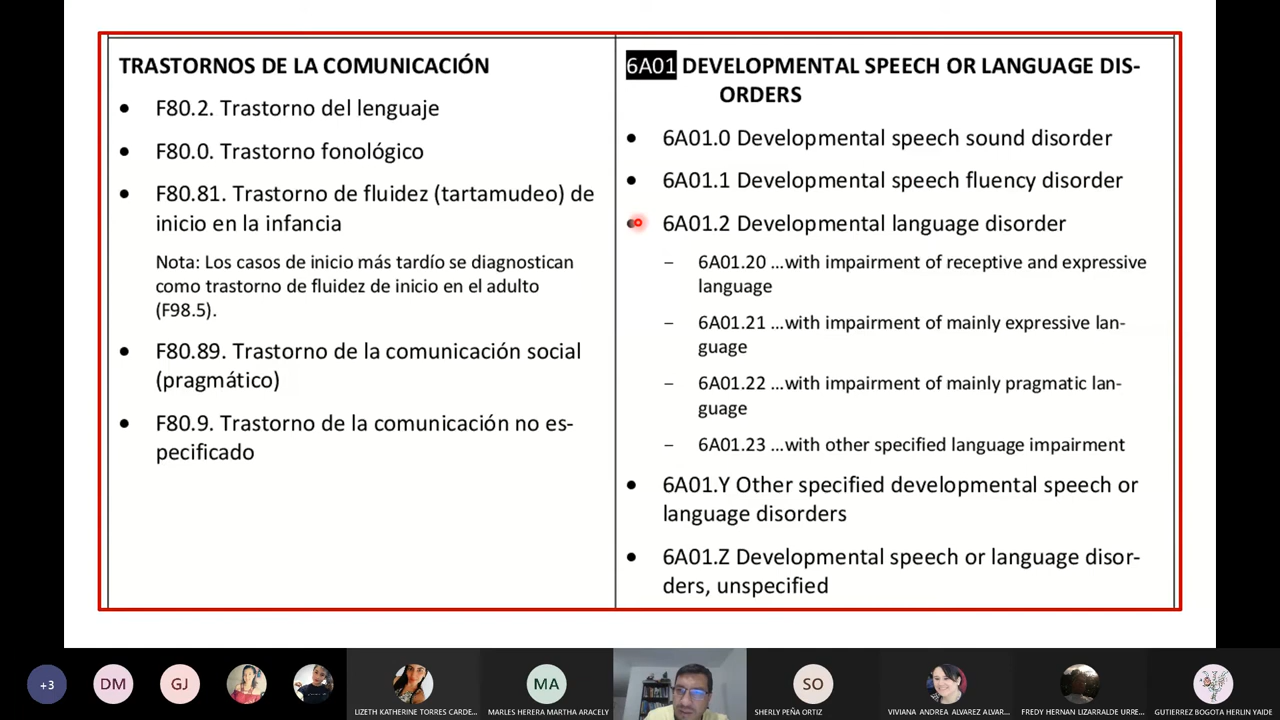 TRASTORNOS DE LA COMUNICACIÓN
• F80.2. Trastorno del lenguaje
• F80.0. Trastorno fonológico
• F80.81. Trastorno de fluidez (tartamudeo) de
inicio en la infancia
Nota: Los casos de inicio más tardío se diagnostican
como trastorno de fluidez de inicio en el adulto
(F98.5).
• F80.89. Trastorno de la comunicación social
(pragmático)
• F80.9. Trastorno de la comunicación no es-
pecificado
6A01 DEVELOPMENTAL SPEECH OR LANGUAGE DIS-
ORDERS
• 6A01.0 Developmental speech sound disorder
• 6A01.1 Developmental speech fluency disorder
• 6A01.2 Developmental language disorder
– 6A01.20 ...with impairment of receptive and expressive
language
– 6A01.21 ...with impairment of mainly expressive lan-
guage
– 6A01.22 ...with impairment of mainly pragmatic lan-
guage
– 6A01.23 ...with other specified language impairment
• 6A01.Y Other specified developmental speech or
language disorders
• 6A01.Z Developmental speech or language disor-
ders, unspecified
+3
DM
GJ
LIZETH KATHERINE TORRES CARDE...
MA
MARLES HERERA MARTHA ARACELY
SO
SHERLY PEÑA ORTIZ
VIVIANA ANDREA ALVAREZ ALVAR...
FREDY HERNAN LIZARRALDE URRE...
GUTIERREZ BOGOTA HERLIN YAIDE